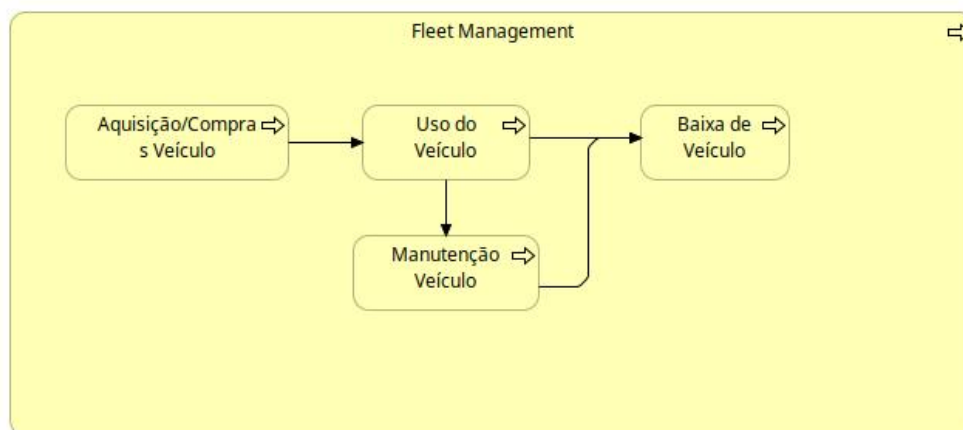 Fleet Management
Aquisição/Compra
s Veículo
Uso do
Veículo
Baixa de
Veículo
Manutenção
Veículo